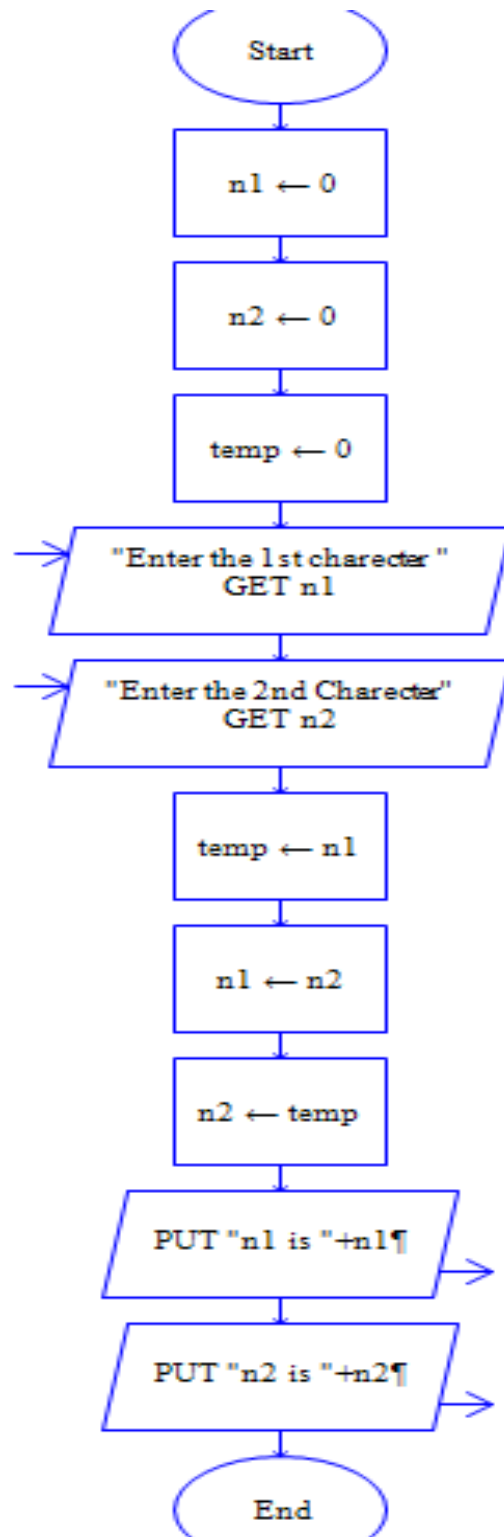 Start
n1 ← 0
n2 ← 0
temp ← 0
"Enter the 1st charecter "
GET n1
"Enter the 2nd Charecter"
GET n2
temp ← n1
n1 ← n2
n2 ← temp
PUT "n1 is "+n1¶
PUT "n2 is "+n2¶
End